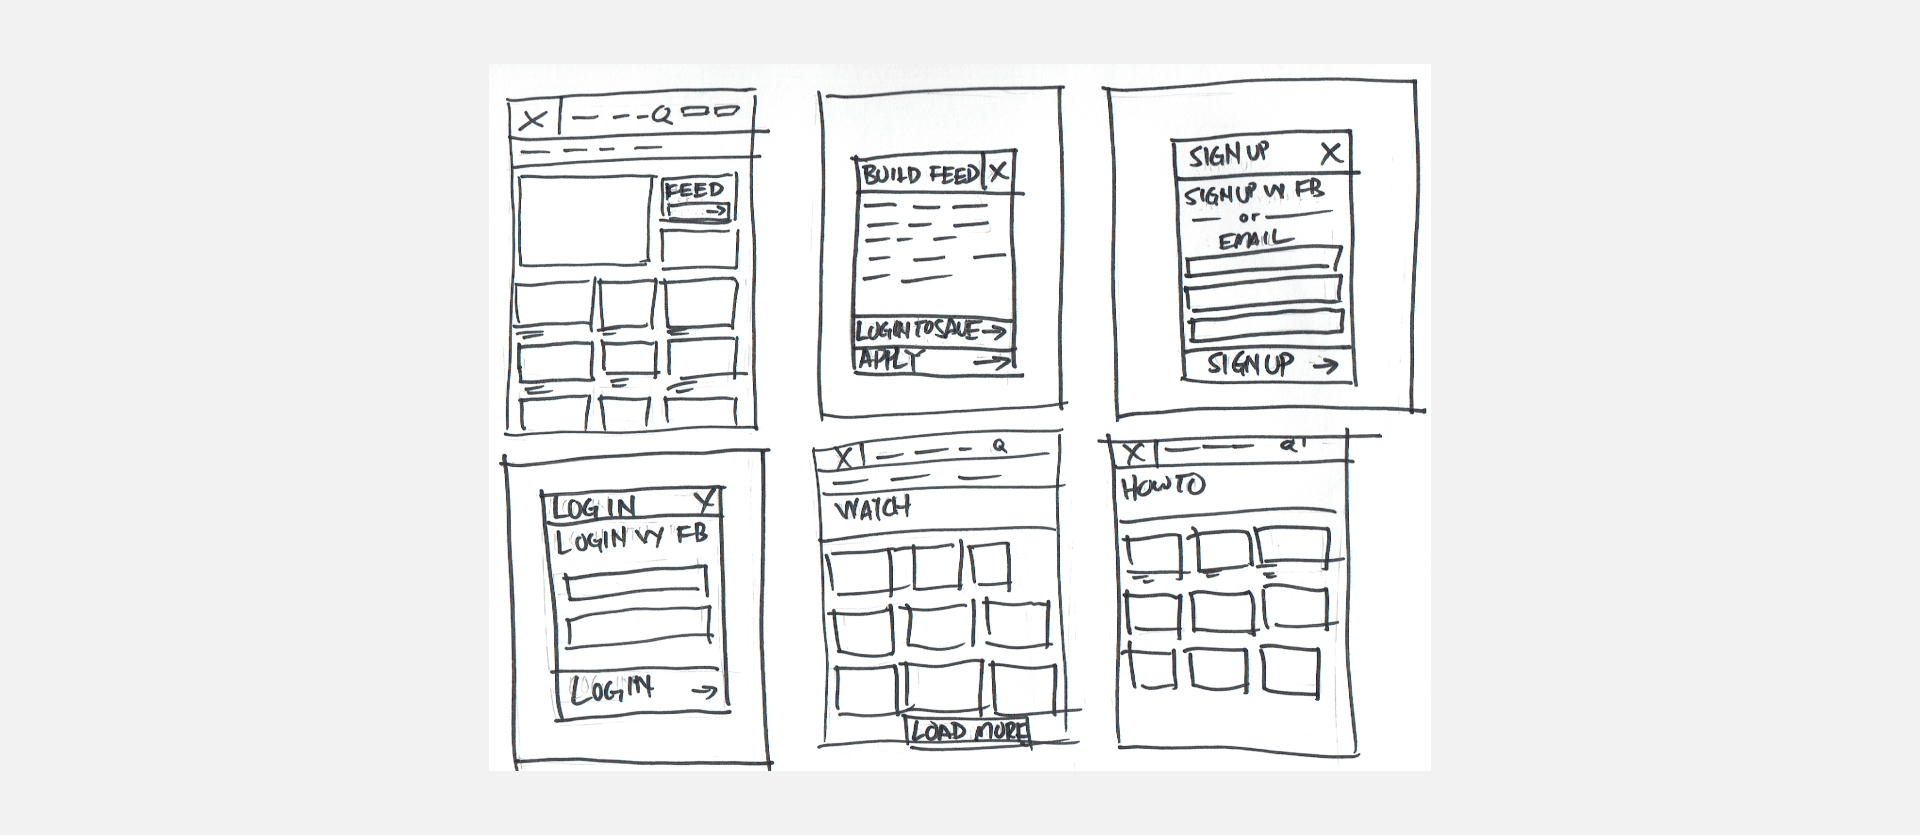 X Q
FEED
BUILD FEED X
LOGIN TO SAVE →
APPLY →
SIGN UP X
SIGN UP W/ FB
or
EMAIL
SIGN UP →
LOG IN X
LOGIN W/ FB
LOG IN →
X Q
WATCH
LOAD MORE
X Q
HOW TO